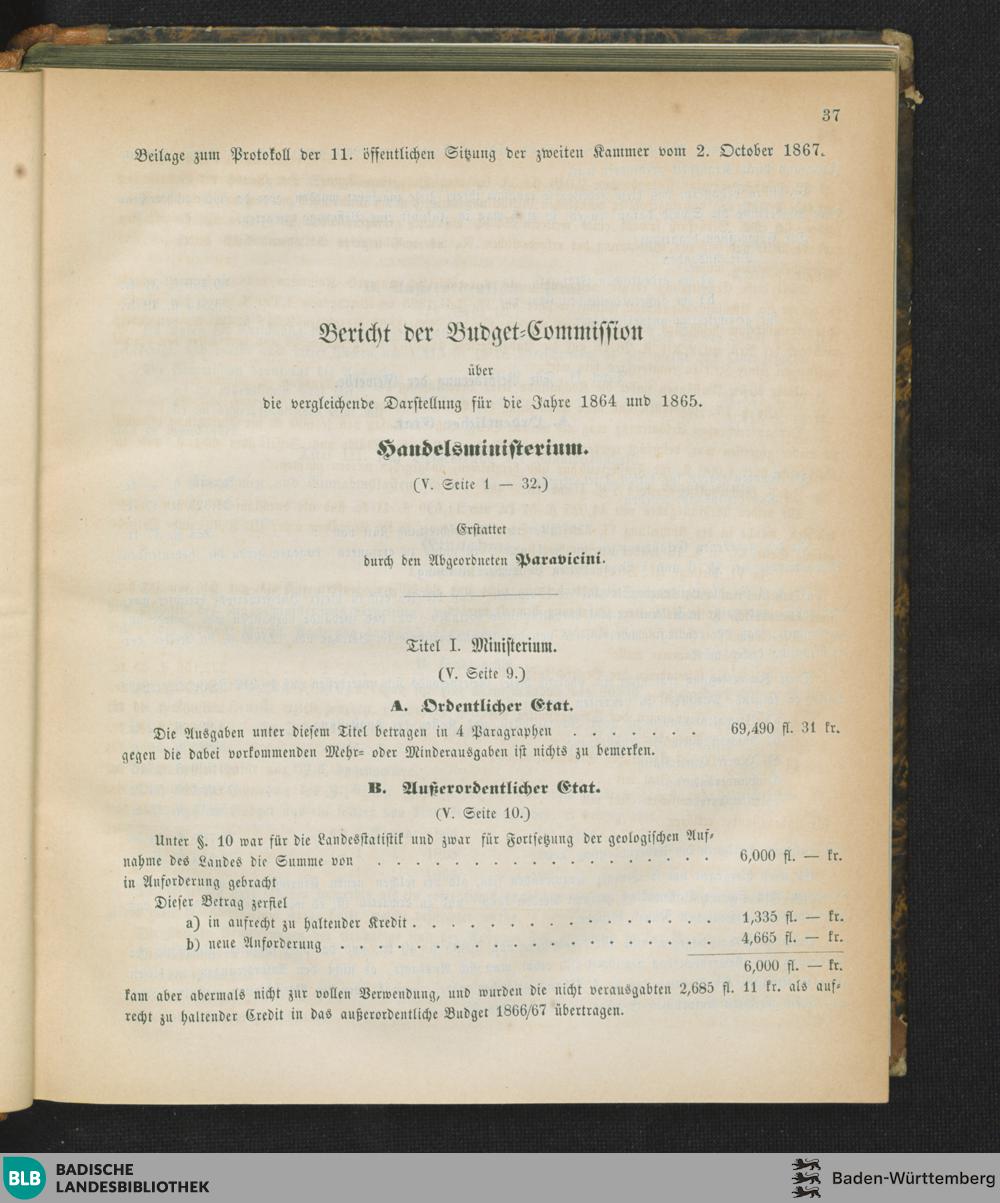 37
Beilage zum Protokoll der 11. öffentlichen Sitzung der zweiten Kammer vom 2. October 1867.
Bericht der Budget-Commission
über
die vergleichende Darstellung für die Jahre 1864 und 1865.
Handelsministerium.
(V. Seite 1 — 32.)
Erstattet
durch den Abgeordneten Paravicini.
Titel I. Ministerium.
(V. Seite 9.)
A. Ordentlicher Etat.
Die Ausgaben unter diesem Titel betragen in 4 Paragraphen . . . . . . . 69,490 fl. 31 kr.
gegen die dabei vorkommenden Mehr- oder Minderausgaben ist nichts zu bemerken.
B. Außerordentlicher Etat.
(V. Seite 10.)
Unter §. 10 war für die Landesstatistik und zwar für Fortsetzung der geologischen Auf-
nahme des Landes die Summe von . . . . . . . . . . . . . . . . . . 6,000 fl. — kr.
in Anforderung gebracht
Dieser Betrag zerfiel
a) in aufrecht zu haltender Kredit . . . . . . . . . . . . . . . . 1,335 fl. — kr.
b) neue Anforderung . . . . . . . . . . . . . . . . . . . . 4,665 fl. — kr.
6,000 fl. — kr.
kam aber abermals nicht zur vollen Verwendung, und wurden die nicht verausgabten 2,685 fl. 11 kr. als auf-
recht zu haltender Credit in das außerordentliche Budget 1866/67 übertragen.
BLB BADISCHE
LANDESBIBLIOTHEK
Baden-Württemberg